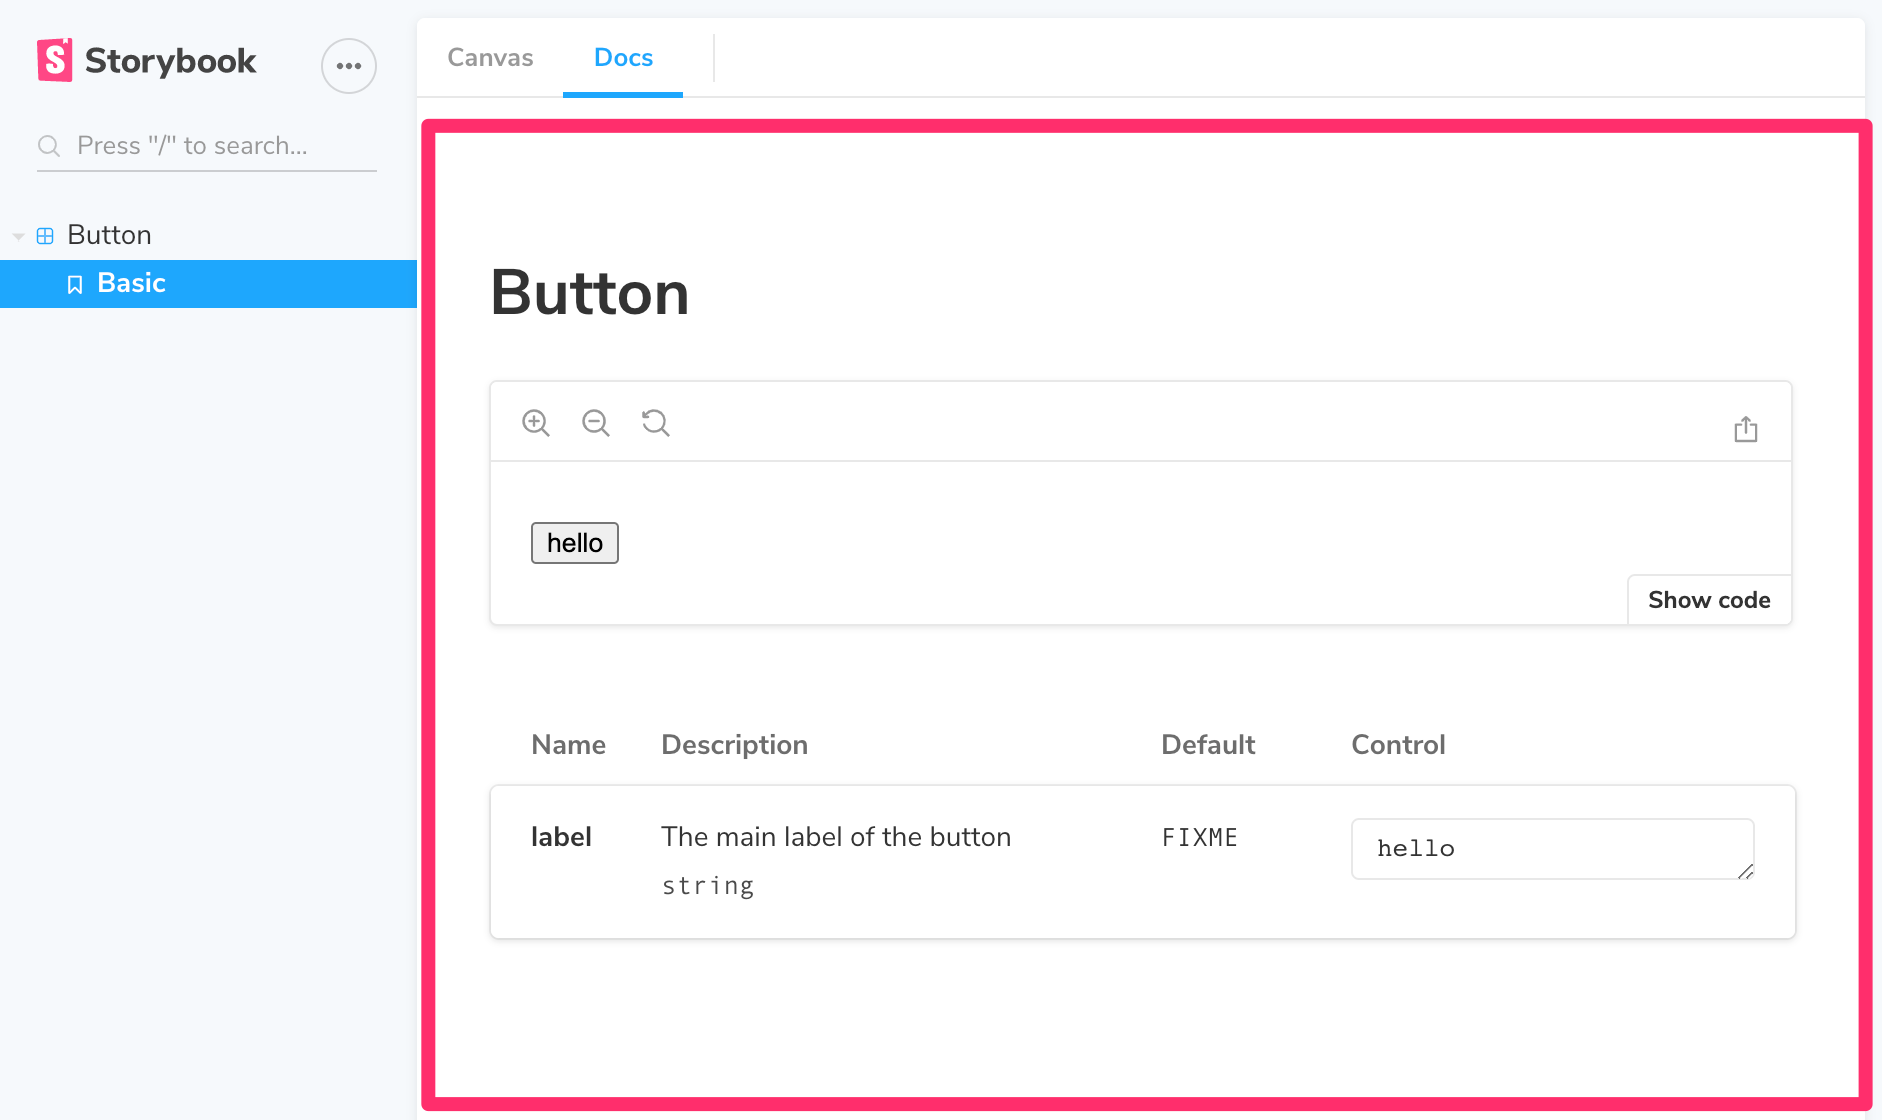 Storybook
Press "/" to search...
Button
Basic
Canvas
Docs
Button
hello
Show code
Name Description Default Control
label The main label of the button FIXME hello
string